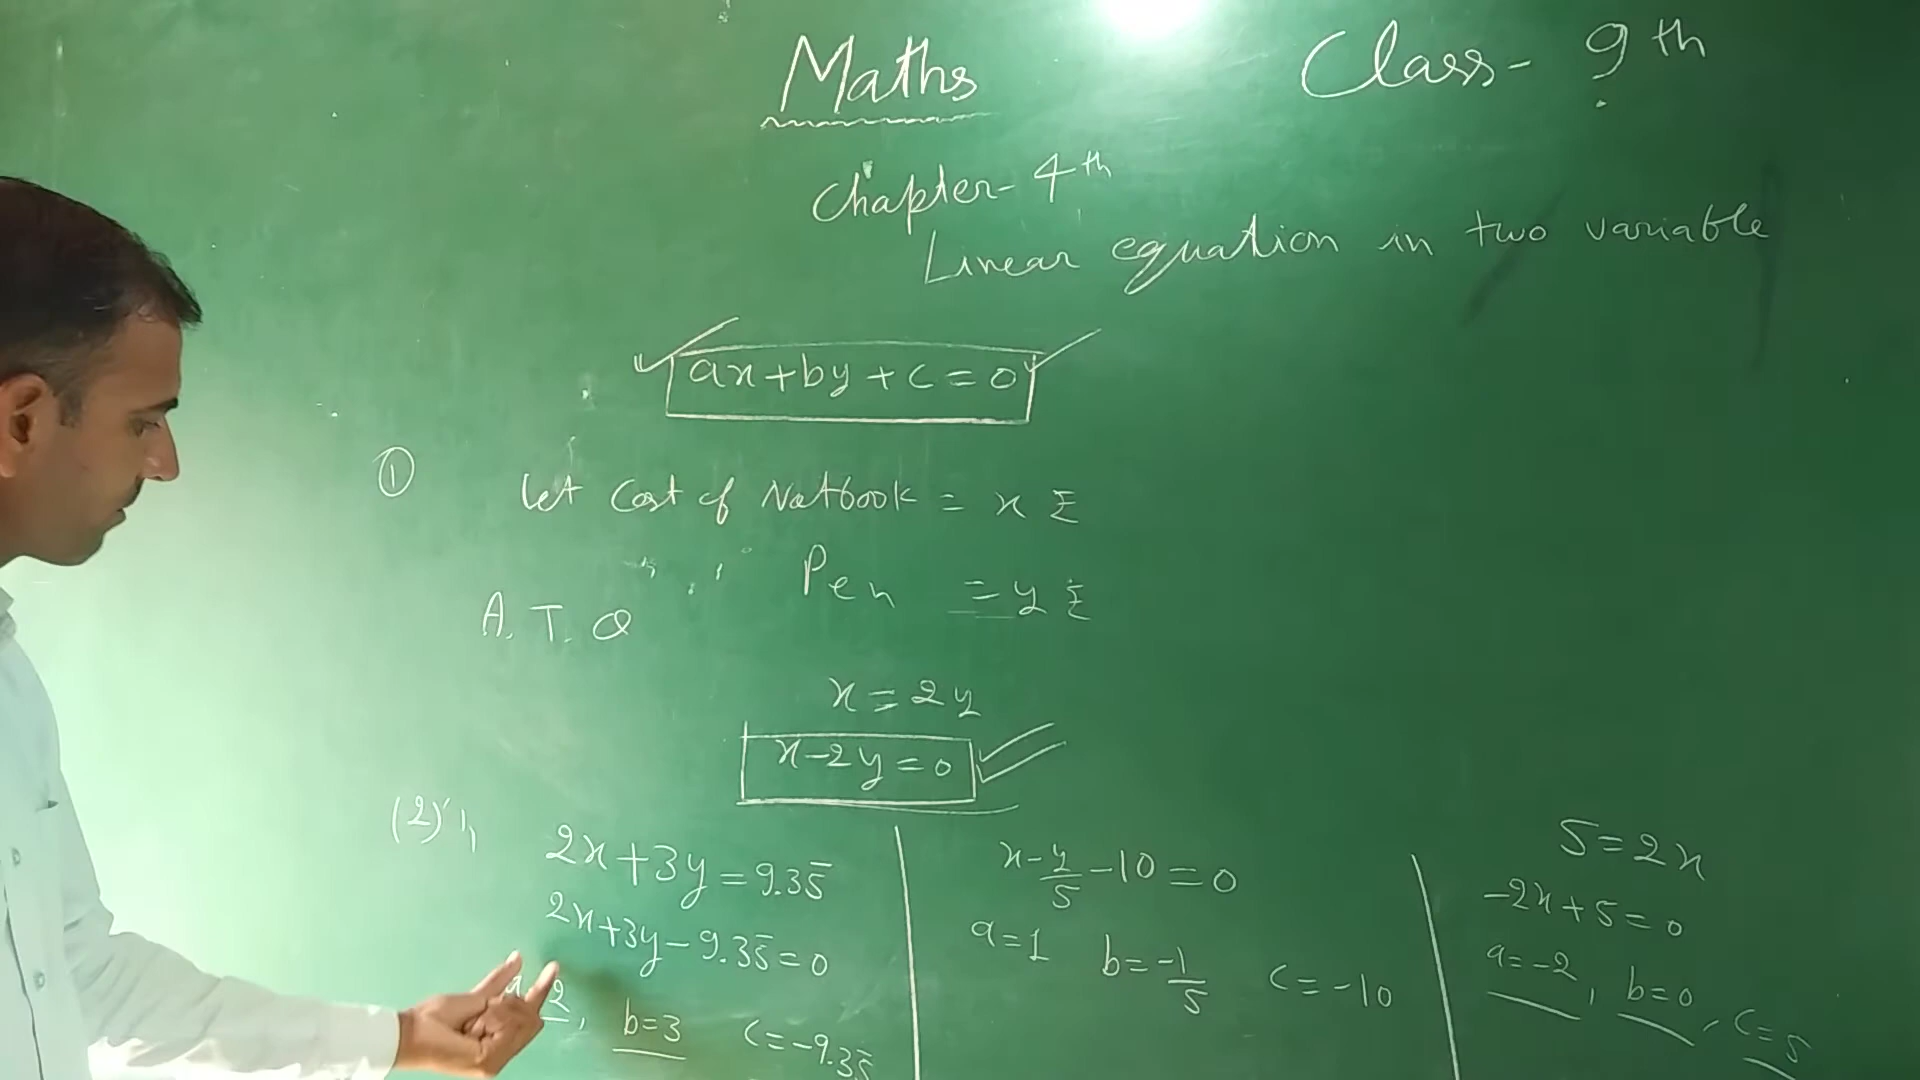 Maths
Class- 9th
Chapter- 4th
Linear equation in two variable
ax+by+c=0
① Let Cost of Notbook = x ₹
Pen = y ₹
A.T.Q
x=2y
x-2y=0
(2)
2x+3y=9.35̅
2x+3y-9.35̅=0
a=2, b=3 c=-9.35̅
x-y/5-10=0
a=1 b=-1/5 c=-10
5=2x
-2x+5=0
a=-2, b=0, c=5